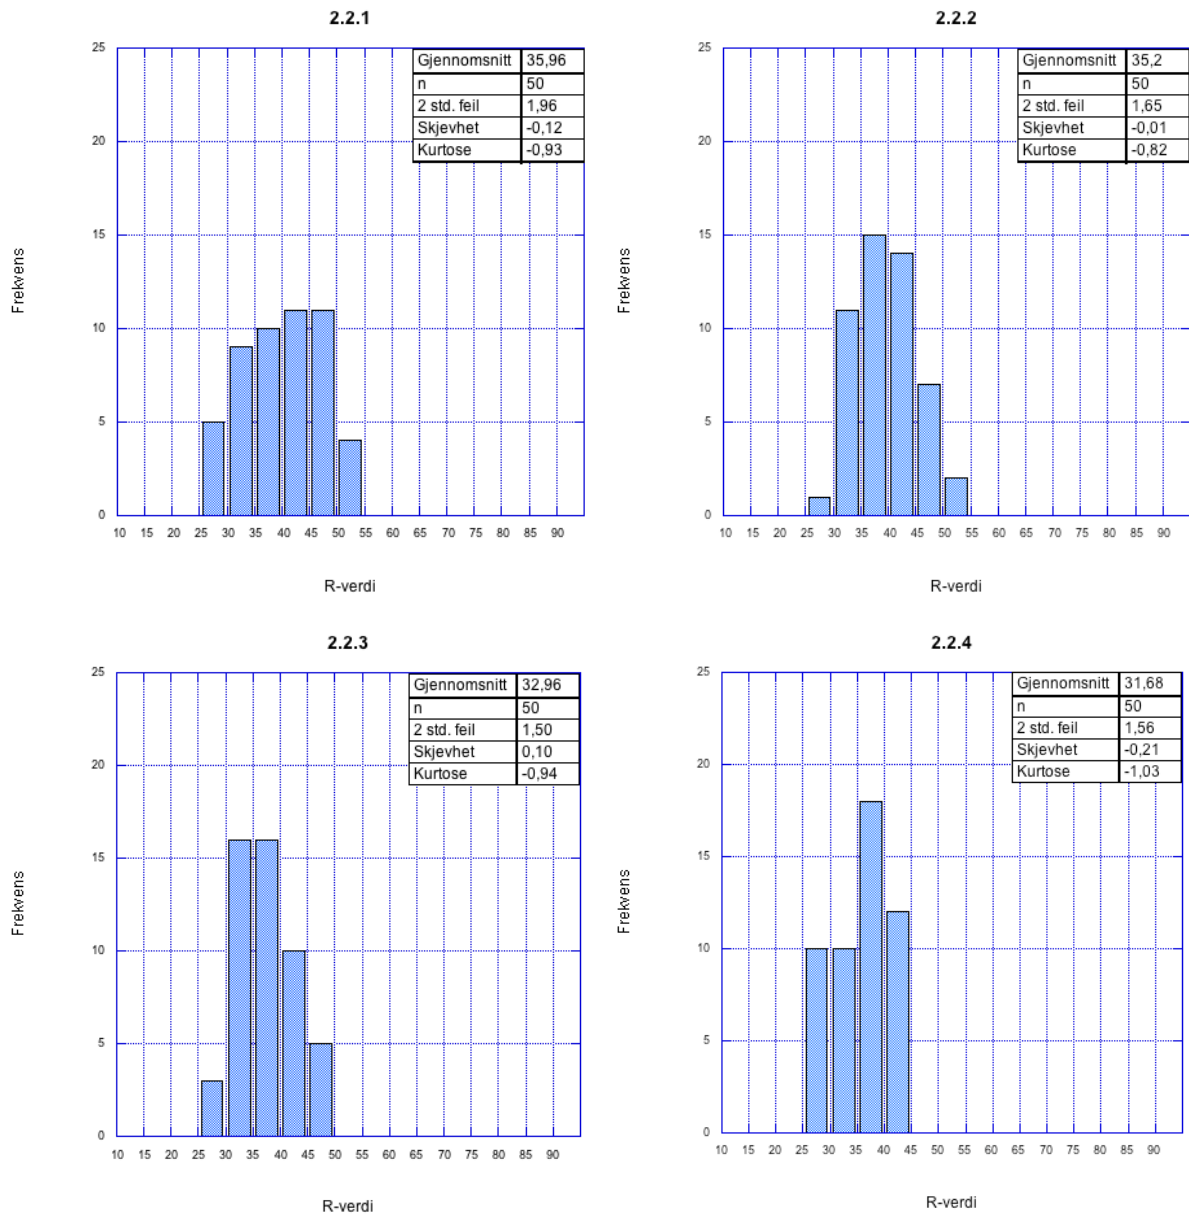 2.2.1
25
20
15
10
5
0
Gjennomsnitt 35,96
n 50
2 std. feil 1,96
Skjevhet -0,12
Kurtose -0,93
Frekvens
10 15 20 25 30 35 40 45 50 55 60 65 70 75 80 85 90
R-verdi
2.2.2
25
20
15
10
5
0
Gjennomsnitt 35,2
n 50
2 std. feil 1,65
Skjevhet -0,01
Kurtose -0,82
Frekvens
10 15 20 25 30 35 40 45 50 55 60 65 70 75 80 85 90
R-verdi
2.2.3
25
20
15
10
5
0
Gjennomsnitt 32,96
n 50
2 std. feil 1,50
Skjevhet 0,10
Kurtose -0,94
Frekvens
10 15 20 25 30 35 40 45 50 55 60 65 70 75 80 85 90
R-verdi
2.2.4
25
20
15
10
5
0
Gjennomsnitt 31,68
n 50
2 std. feil 1,56
Skjevhet -0,21
Kurtose -1,03
Frekvens
10 15 20 25 30 35 40 45 50 55 60 65 70 75 80 85 90
R-verdi